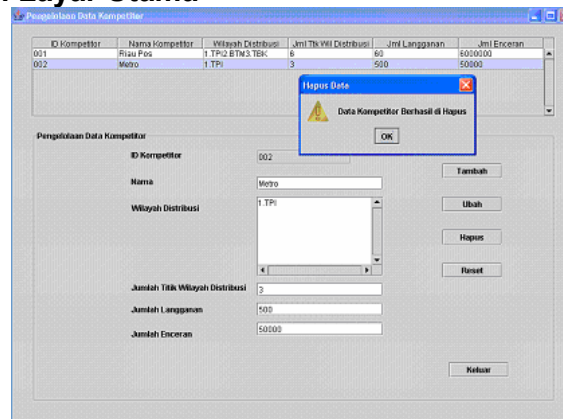 Layar Utama
Pengelolaan Data Kompetitor
ID Kompetitor Nama Kompetitor Wilayah Distribusi Jml Ttk Wil Distribusi Jml Langganan Jml Enceran
001 Riau Pos 1.TPI2.BTM3.TBK 6 60 6000000
002 Metro 1.TPI 3 500 50000
Hapus Data
Data Kompetitor Berhasil di Hapus
OK
Pengelolaan Data Kompetitor
ID Kompetitor 002
Nama Metro
Wilayah Distribusi 1.TPI
Jumlah Titik Wilayah Distribusi 3
Jumlah Langganan 500
Jumlah Enceran 50000
Tambah
Ubah
Hapus
Reset
Keluar